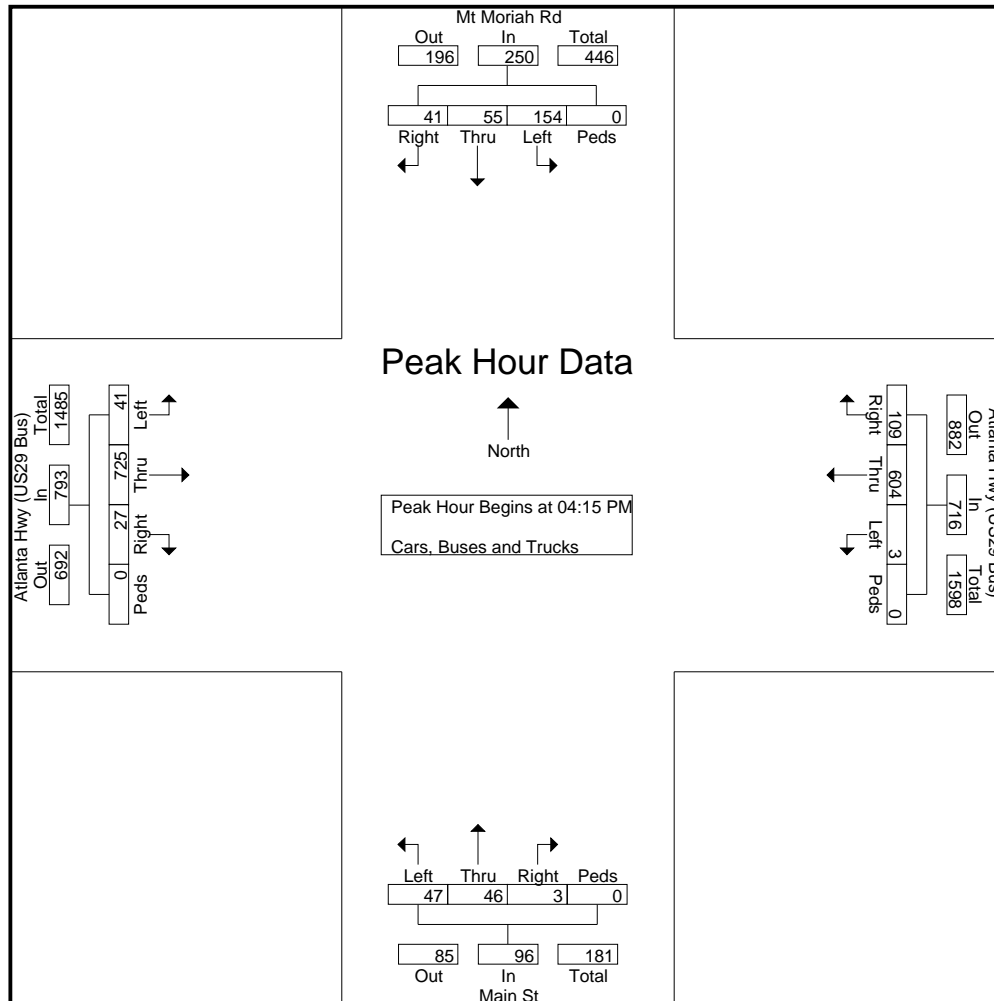 Mt Moriah Rd
Out In Total
196 250 446
41 55 154 0
Right Thru Left Peds
Peak Hour Data
North
Peak Hour Begins at 04:15 PM
Cars, Buses and Trucks
Atlanta Hwy (US29 Bus)
Total In Out
1485 793 692
41 725 27 0
Left Thru Right Peds
Atlanta Hwy (US29 Bus)
Out In Total
882 716 1598
109 604 3 0
Right Thru Left Peds
Left Thru Right Peds
47 46 3 0
85 96 181
Out In Total
Main St